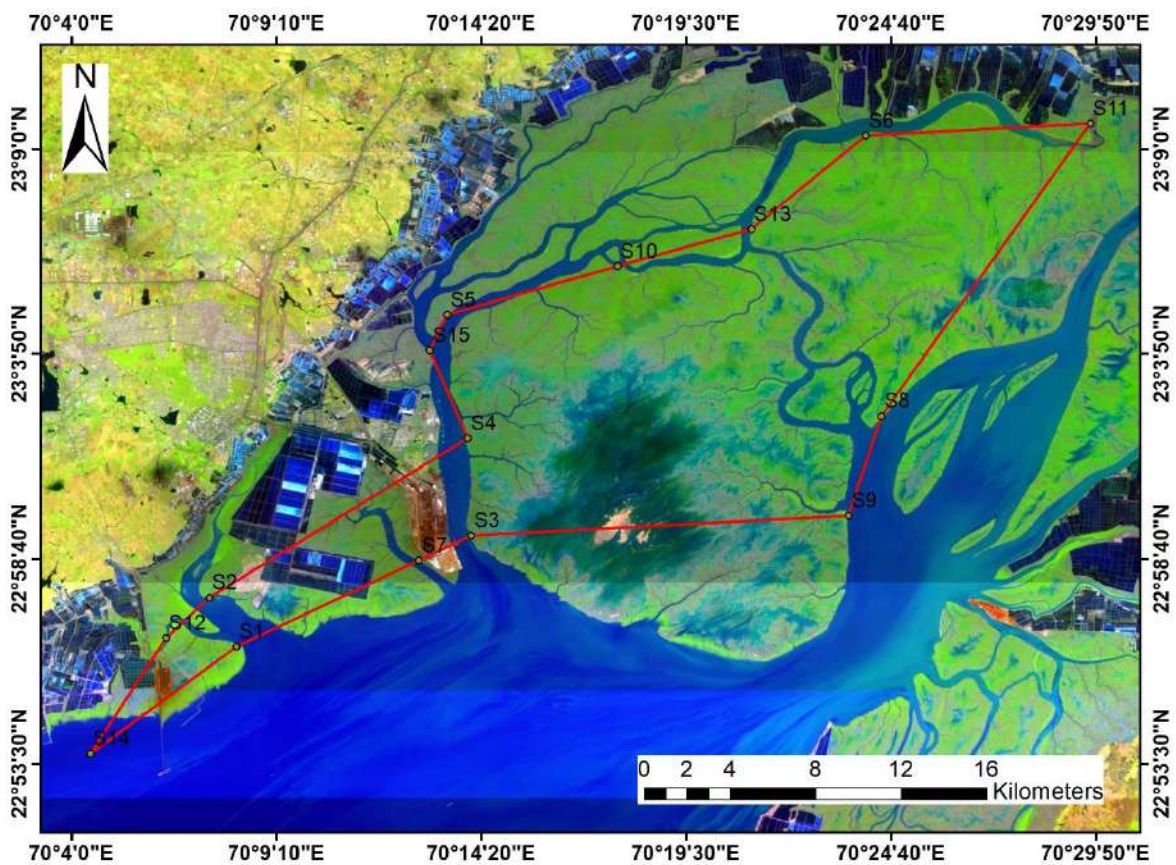 70°4'0"E 70°9'10"E 70°14'20"E 70°19'30"E 70°24'40"E 70°29'50"E
N
23°9'0"N 23°9'0"N
S11
S6
S13
S10
S5
S15
23°3'50"N 23°3'50"N
S8
S4
S9
S3
S7
22°58'40"N 22°58'40"N
S2
S12
S1
S14
22°53'30"N 22°53'30"N
0 2 4 8 12 16
Kilometers
70°4'0"E 70°9'10"E 70°14'20"E 70°19'30"E 70°24'40"E 70°29'50"E